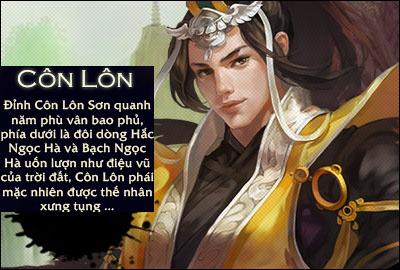 Côn Lôn
Đỉnh Côn Lôn Sơn quanh
năm phù vân bao phủ,
phía dưới là đôi dòng Hắc
Ngọc Hà và Bạch Ngọc
Hà uốn lượn như điệu vũ
của trời đất, Côn Lôn phái
mặc nhiên được thế nhân
xưng tụng ...